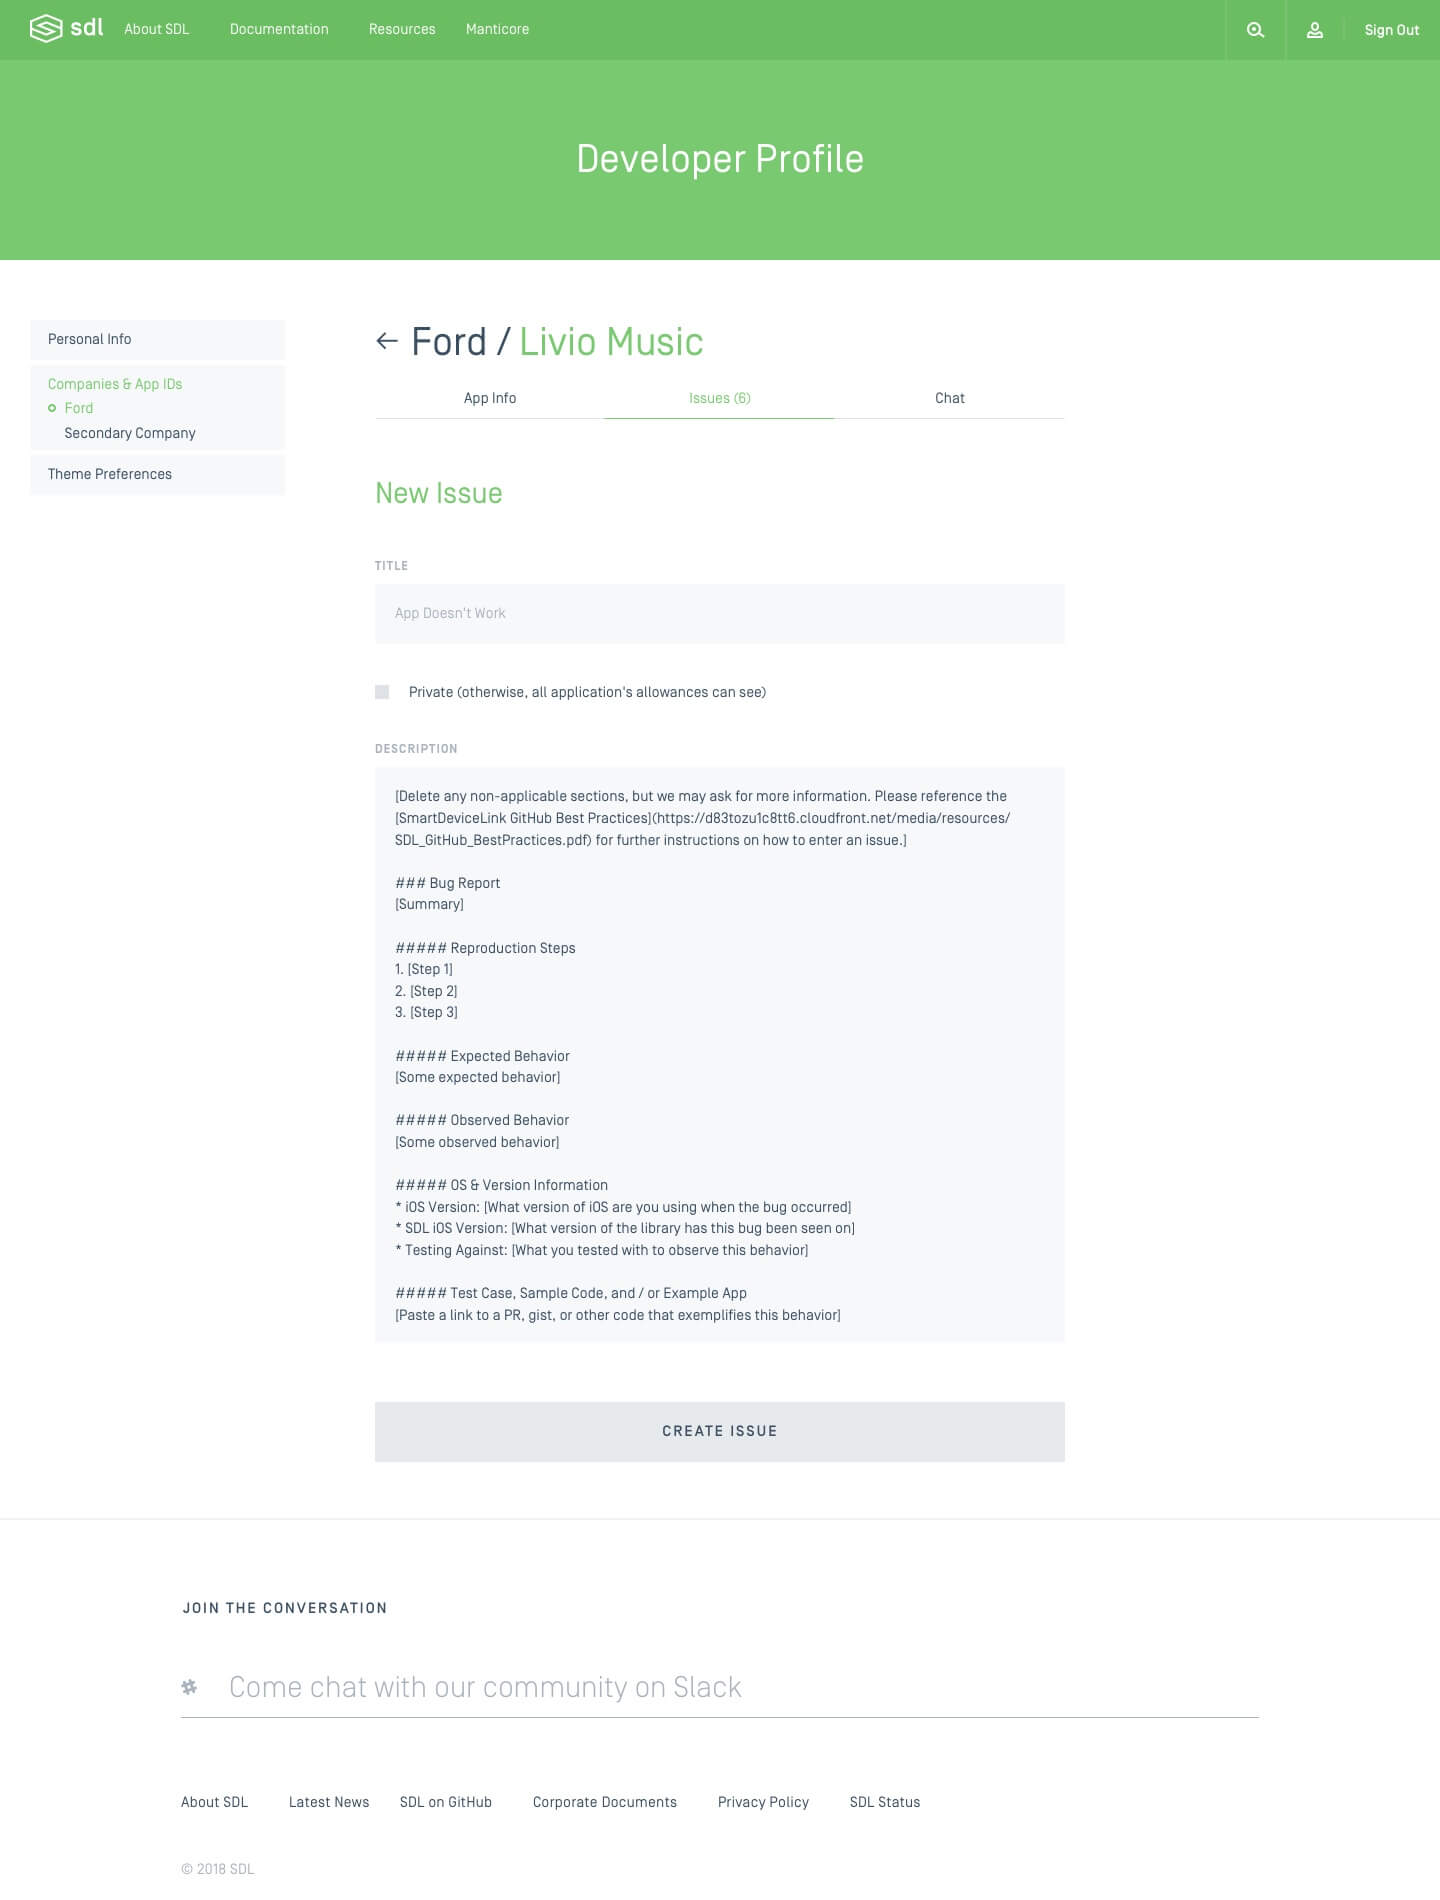 sdl About SDL Documentation Resources Manticore Sign Out
Developer Profile
Personal Info
Companies & App IDs
Ford
Secondary Company
Theme Preferences
Ford / Livio Music
App Info Issues (6) Chat
New Issue
TITLE
App Doesn't Work
Private (otherwise, all application's allowances can see)
DESCRIPTION
[Delete any non-applicable sections, but we may ask for more information. Please reference the
[SmartDeviceLink GitHub Best Practices](https://d83tozu1c8tt6.cloudfront.net/media/resources/
SDL_GitHub_BestPractices.pdf) for further instructions on how to enter an issue.]
### Bug Report
[Summary]
##### Reproduction Steps
1. [Step 1]
2. [Step 2]
3. [Step 3]
##### Expected Behavior
[Some expected behavior]
##### Observed Behavior
[Some observed behavior]
##### OS & Version Information
* iOS Version: [What version of iOS are you using when the bug occurred]
* SDL iOS Version: [What version of the library has this bug been seen on]
* Testing Against: [What you tested with to observe this behavior]
##### Test Case, Sample Code, and / or Example App
[Paste a link to a PR, gist, or other code that exemplifies this behavior]
CREATE ISSUE
JOIN THE CONVERSATION
Come chat with our community on Slack
About SDL Latest News SDL on GitHub Corporate Documents Privacy Policy SDL Status
© 2018 SDL